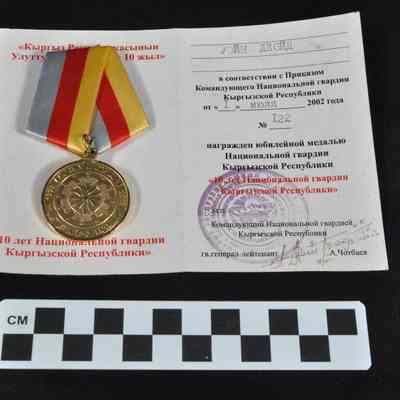 «Кыргыз Республикасынын
Улуттук
10 жыл»
10 лет Национальной гвардии
Кыргызской Республики»
в соответствии с Приказом
Командующего Национальной гвардии
Кыргызской Республики
от « 1 » июля 2002 года
№ 122
награжден юбилейной медалью
Национальной гвардии
Кыргызской Республики
«10 лет Национальной гвардии
Кыргызской Республики»
Командующий Национальной гвардией
Кыргызской Республики
гв.генерал-лейтенант А.Чотбаев
CM